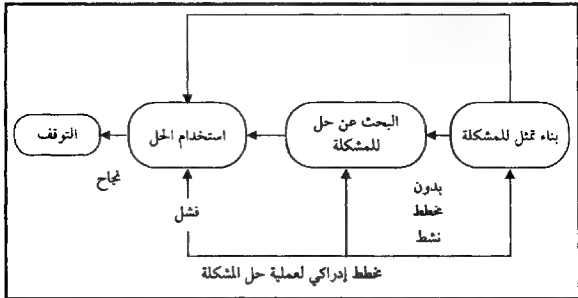 بناء تمثل للمشكلة
البحث عن حل
للمشكلة
استخدام الحل
التوقف
نجاح
فشل
بدون
مخطط
نشط
مخطط إدراكي لعملية حل المشكلة